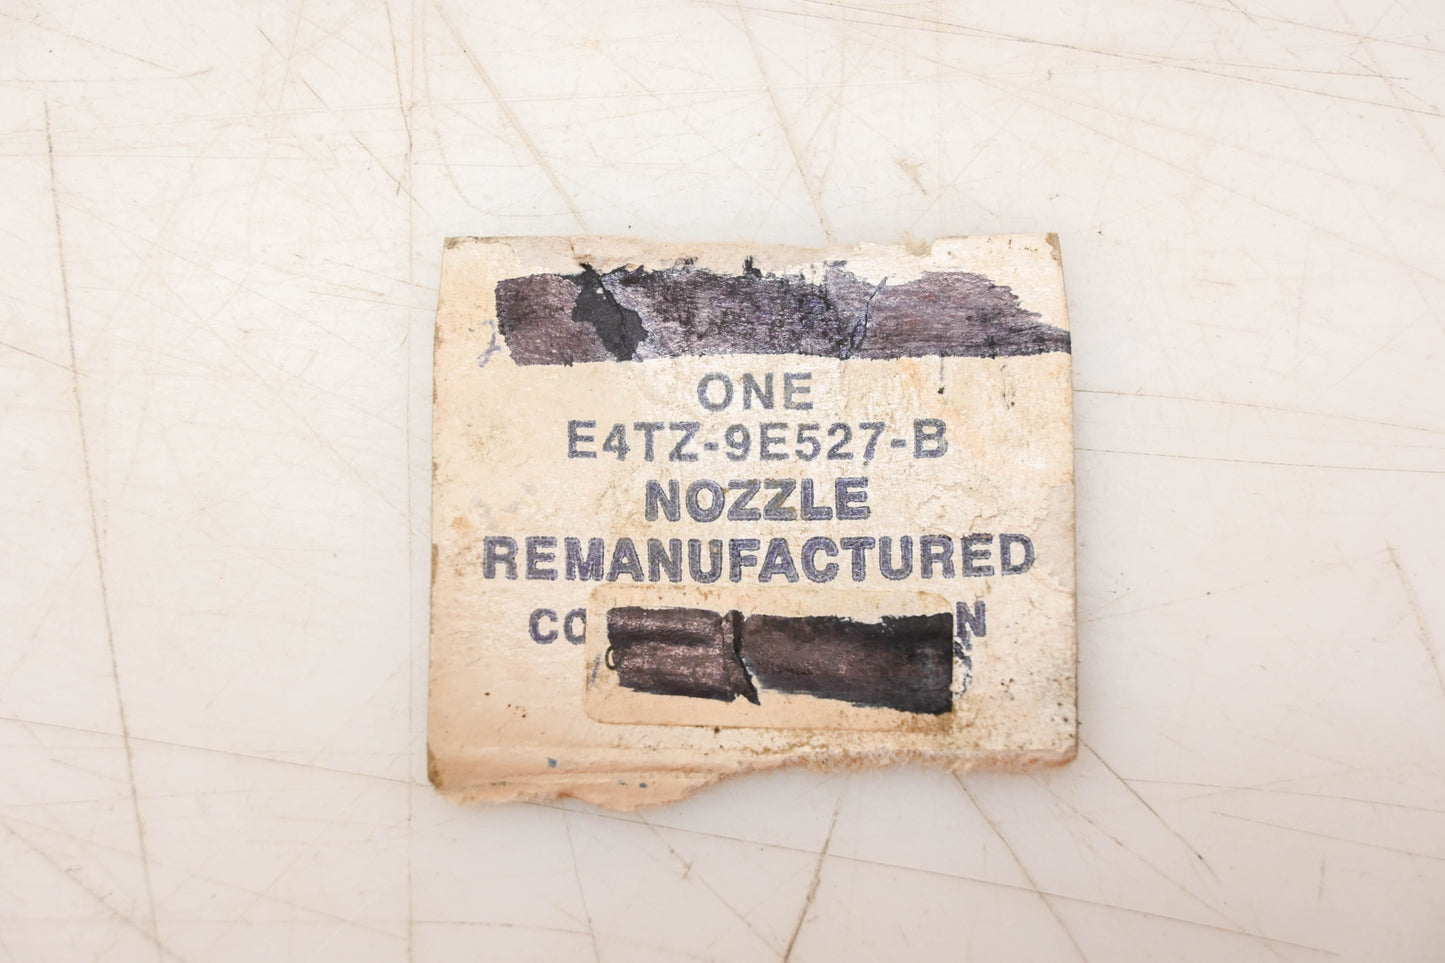 ONE
E4TZ-9E527-B
NOZZLE
REMANUFACTURED